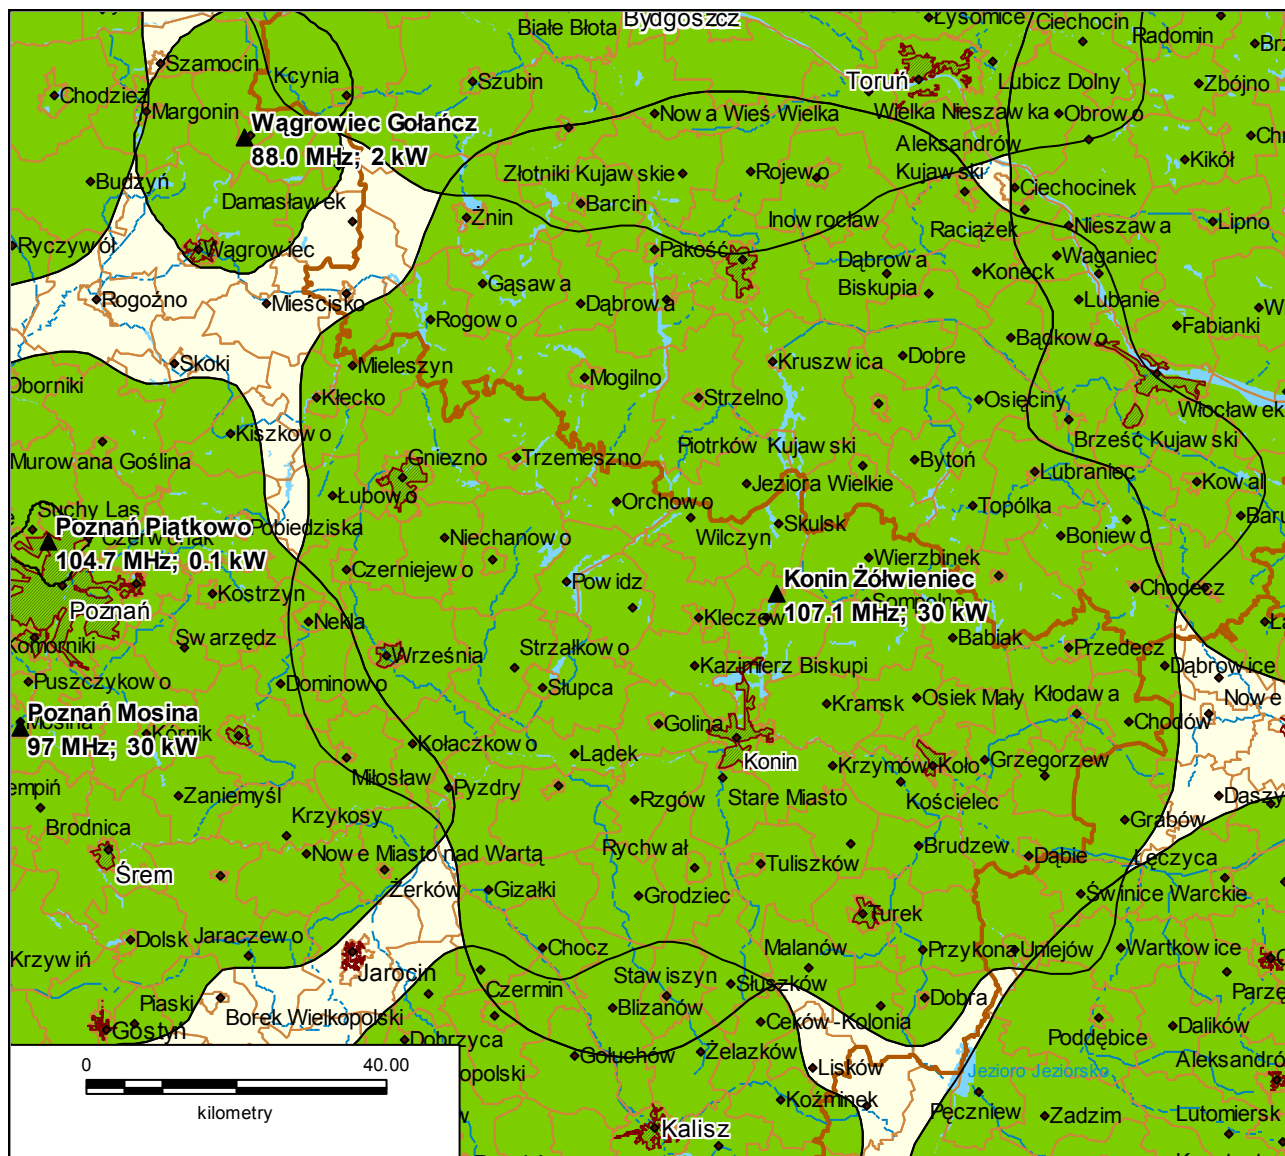 Bydgoszcz
Łysomice
Ciechocin
Radomin
Białe Błota
Szamocin
Kcynia
Szubin
Toruń
Lubicz Dolny
Zbójno
Chodzież
Margonin
Nowa Wieś Wielka
Wielka Nieszawka
Obrowo
Wągrowiec Gołańcz
88.0 MHz; 2 kW
Aleksandrów
Kujawski
Kikół
Budzyń
Damasławek
Złotniki Kujawskie
Rojewo
Ciechocinek
Barcin
Żnin
Inowrocław
Raciążek
Nieszawa
Lipno
Ryczywół
Wągrowiec
Pakość
Dąbrowa
Biskupia
Koneck
Waganiec
Gąsawa
Rogoźno
Mieścisko
Dąbrowa
Lubanie
Rogowo
Fabianki
Bądkowo
Skoki
Mieleszyn
Kruszwica
Dobre
Oborniki
Mogilno
Kłecko
Strzelno
Osięciny
Włocławek
Kiszkowo
Piotrków Kujawski
Brześć Kujawski
Murowana Goślina
Gniezno
Trzemeszno
Bytoń
Lubraniec
Łubowo
Jeziora Wielkie
Kowal
Orchowo
Topólka
Suchy Las
Poznań Piątkowo
104.7 MHz; 0.1 kW
Pobiedziska
Skulsk
Niechanowo
Wilczyn
Boniewo
Wierzbinek
Czerniejewo
Powidz
Konin Żółwieniec
107.1 MHz; 30 kW
Chodecz
Kostrzyn
Poznań
Kleczew
Nekla
Komorniki
Swarzędz
Strzałkowo
Babiak
Przedecz
Września
Kazimierz Biskupi
Dąbrowice
Puszczykowo
Dominowo
Słupca
Kramsk
Osiek Mały
Kłodawa
Nowe
Poznań Mosina
97 MHz; 30 kW
Kórnik
Golina
Chodów
Kołaczkowo
Lądek
Konin
Krzymów
Koło
Grzegorzew
Miłosław
Pyzdry
Zaniemyśl
Rzgów
Stare Miasto
Kościelec
Brodnica
Krzykosy
Grabów
Nowe Miasto nad Wartą
Rychwał
Tuliszków
Brudzew
Dąbie
Łęczyca
Śrem
Żerków
Gizałki
Grodziec
Świnice Warckie
Turek
Dolsk
Jaraczewo
Krzywiń
Chocz
Malanów
Przykona
Uniejów
Wartkowice
Jarocin
Stawiszyn
Słuszków
Czermin
Piaski
Borek Wielkopolski
Blizanów
Dobra
Gostyń
Ceków-Kolonia
Dalików
Poddębice
Dobrzyca
Gołuchów
Żelazków
Lisków
Jezioro Jeziorsko
Koźminek
Pęczniew
Zadzim
Lutomiersk
Kalisz
0
40.00
kilometry